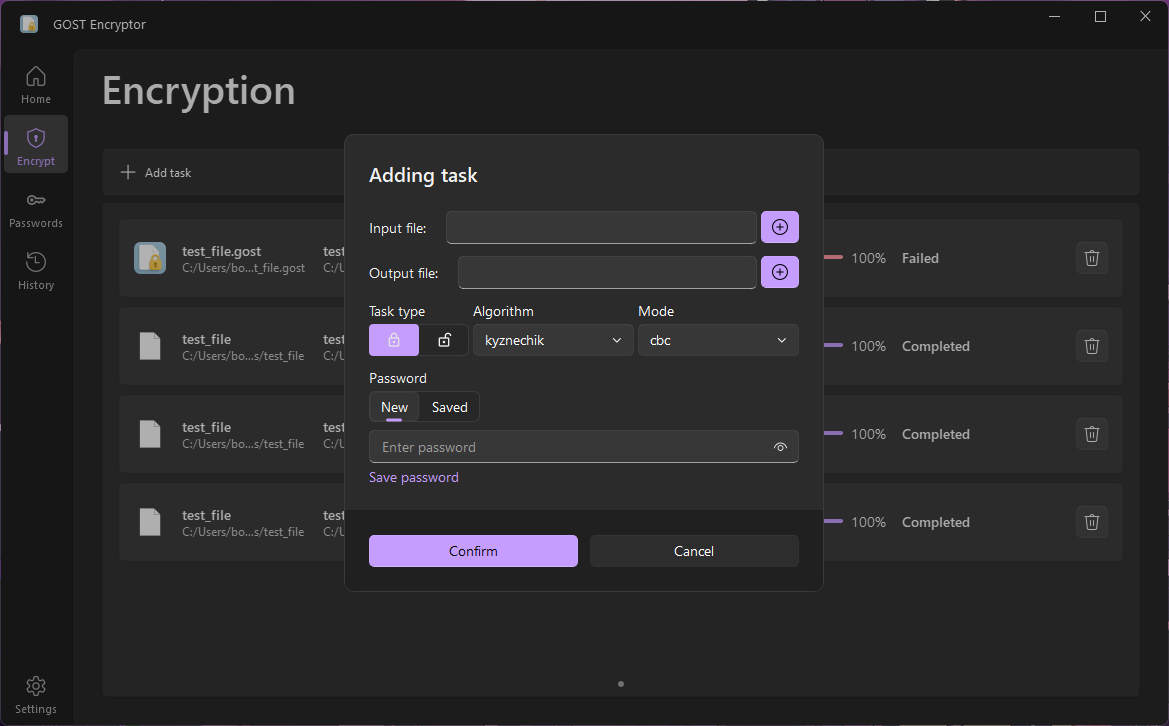 GOST Encryptor
Home
Encrypt
Passwords
History
Settings
Encryption
Add task
test_file.gost
C:/Users/bo...t_file.gost
test
C:/U
100%
Failed
test_file
C:/Users/bo...s/test_file
test
C:/U
100%
Completed
test_file
C:/Users/bo...s/test_file
test
C:/U
100%
Completed
test_file
C:/Users/bo...s/test_file
test
C:/U
100%
Completed
Adding task
Input file:
Output file:
Task type
Algorithm
Mode
kyznechik
cbc
Password
New
Saved
Enter password
Save password
Confirm
Cancel